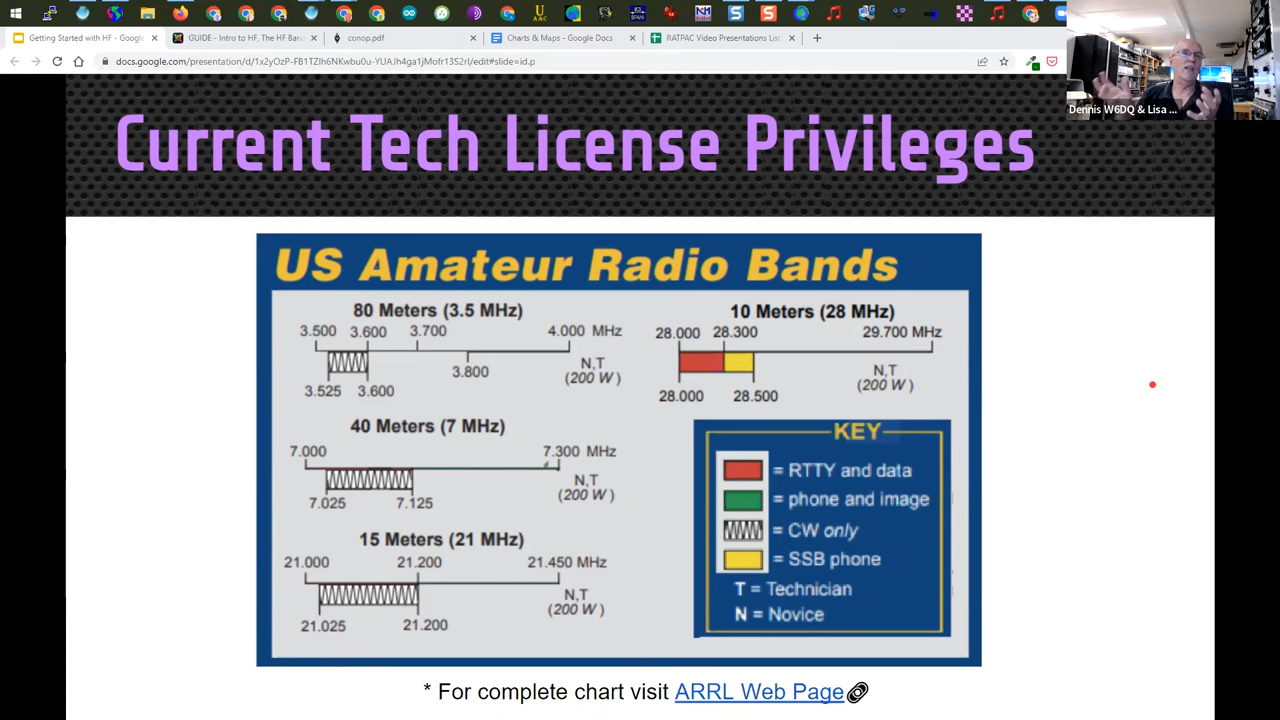 Getting Started with HF - Google
GUIDE - Intro to HF, The HF Ban
conop.pdf
Charts & Maps - Google Docs
RATPAC Video Presentations List
docs.google.com/presentation/d/1x2yOzP-FB1TZlh6NKwbu0u-YUAJh4ga1jMofr13S2rI/edit#slide=id.p
Dennis W6DQ & Lisa ...
Current Tech License Privileges
US Amateur Radio Bands
80 Meters (3.5 MHz)
3.500 3.600 3.700 4.000 MHz
3.800
N,T
(200 W)
3.525 3.600
40 Meters (7 MHz)
7.000 7.300 MHz
N,T
(200 W)
7.025 7.125
15 Meters (21 MHz)
21.000 21.200 21.450 MHz
N,T
(200 W)
21.025 21.200
10 Meters (28 MHz)
28.000 28.300 29.700 MHz
N,T
(200 W)
28.000 28.500
KEY
= RTTY and data
= phone and image
= CW only
= SSB phone
T = Technician
N = Novice
* For complete chart visit ARRL Web Page